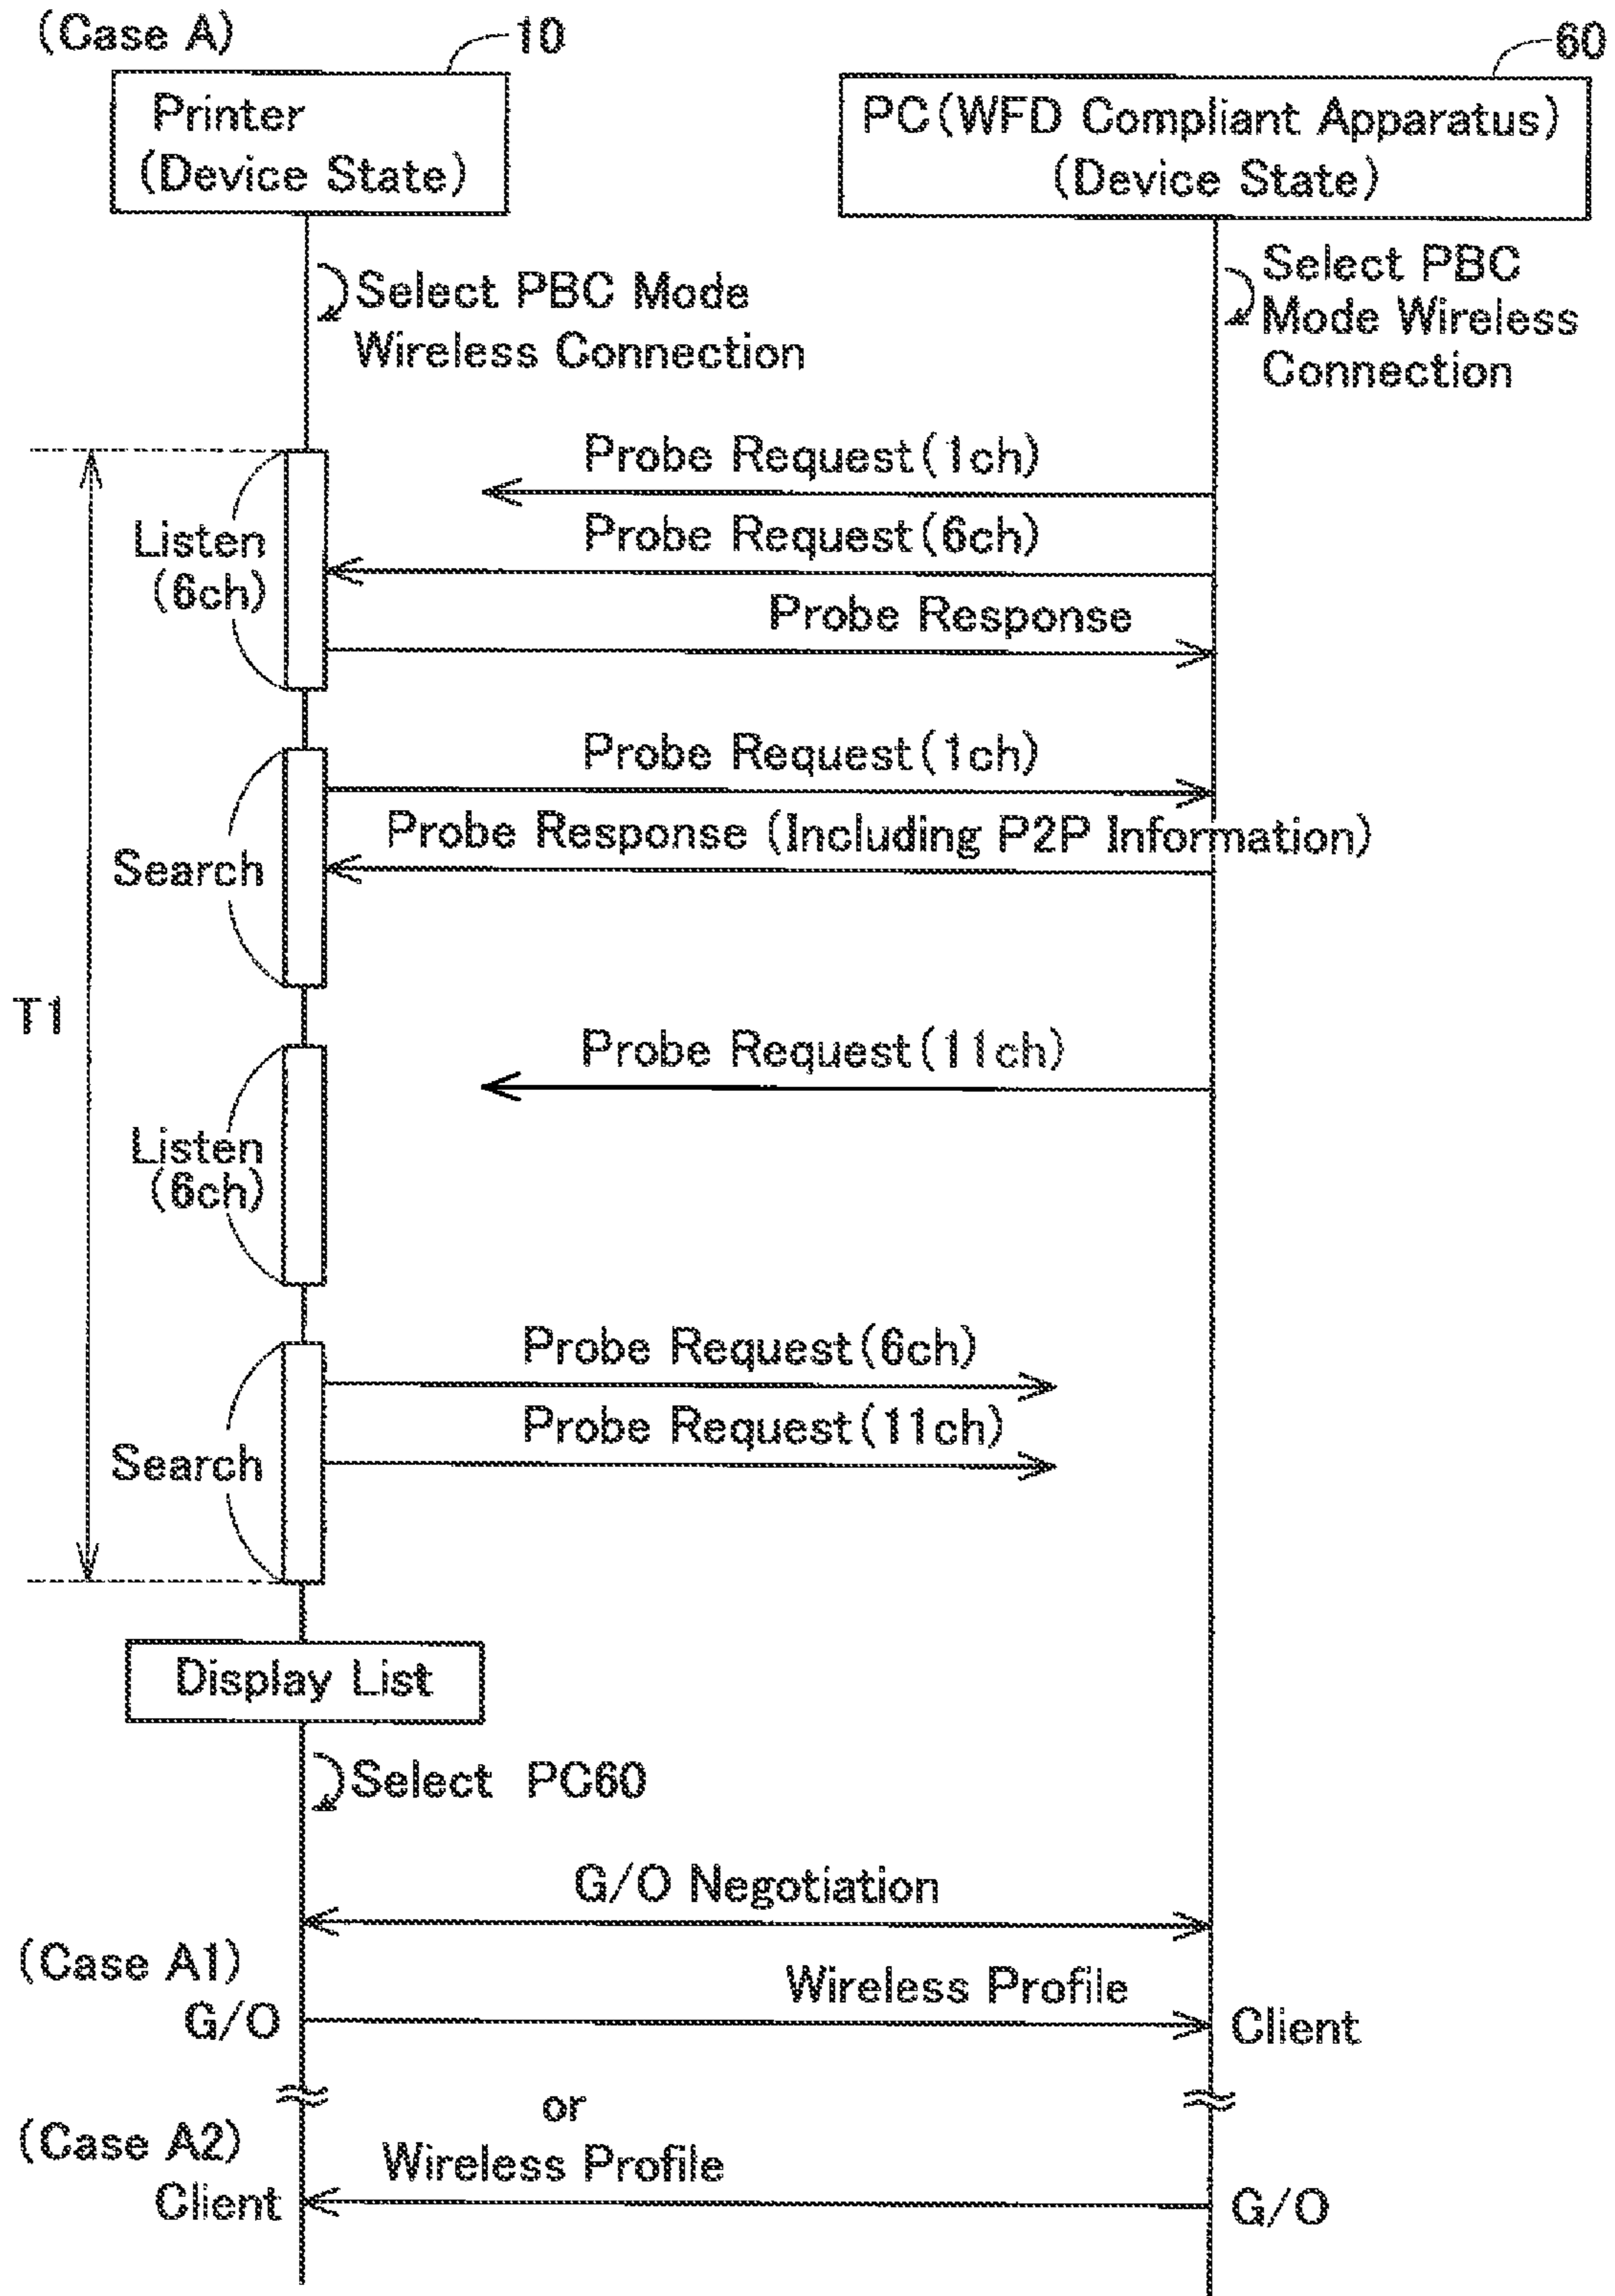 (Case A)
10
60
Printer
(Device State)
PC(WFD Compliant Apparatus)
(Device State)
Select PBC Mode
Wireless Connection
Select PBC
Mode Wireless
Connection
Probe Request(1ch)
Listen
(6ch)
Probe Request(6ch)
Probe Response
Probe Request(1ch)
Probe Response (Including P2P Information)
Search
T1
Probe Request(11ch)
Listen
(6ch)
Probe Request(6ch)
Probe Request(11ch)
Search
Display List
Select PC60
G/O Negotiation
(Case A1)
G/O
Wireless Profile
Client
or
(Case A2)
Wireless Profile
Client
G/O